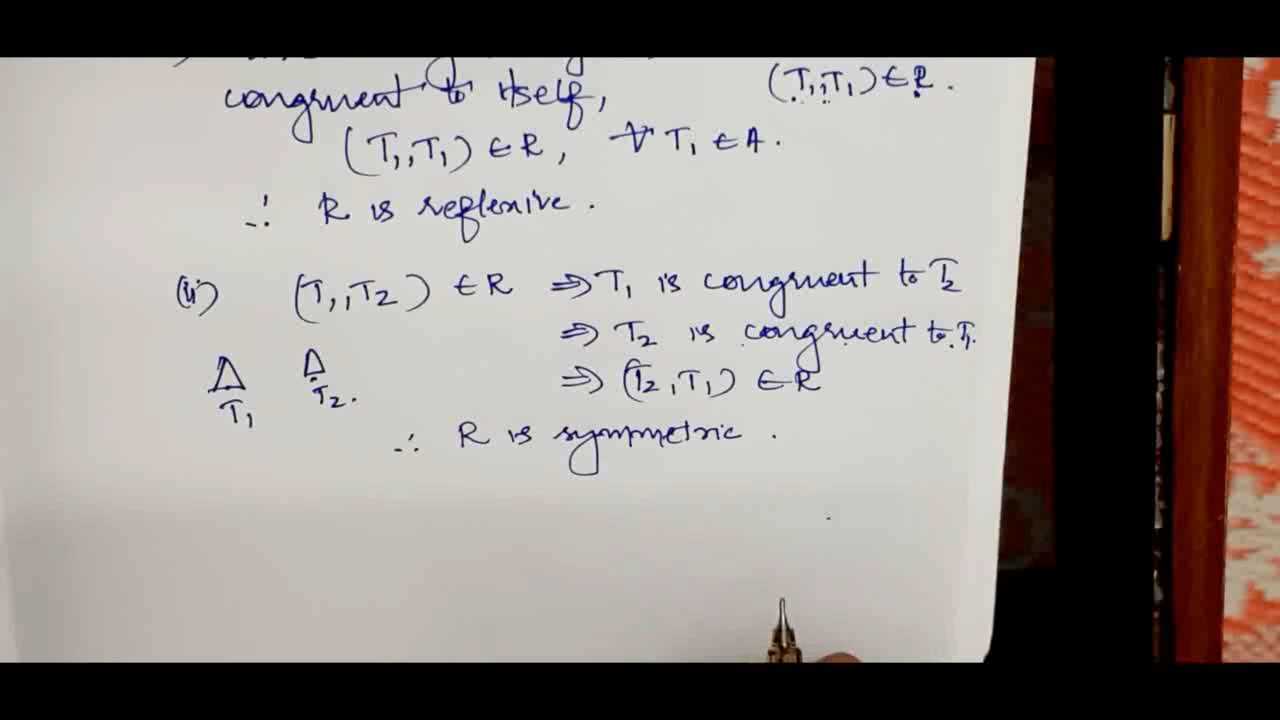 congruent to itself, (T₁,T₁) ∈ R.
(T₁,T₁) ∈ R, ∀ T₁ ∈ A.
∴ R is reflexive.
(ii) (T₁,T₂) ∈ R ⇒ T₁ is congruent to T₂
⇒ T₂ is congruent to T₁.
⇒ (T₂,T₁) ∈ R
T₁ T₂.
∴ R is symmetric.